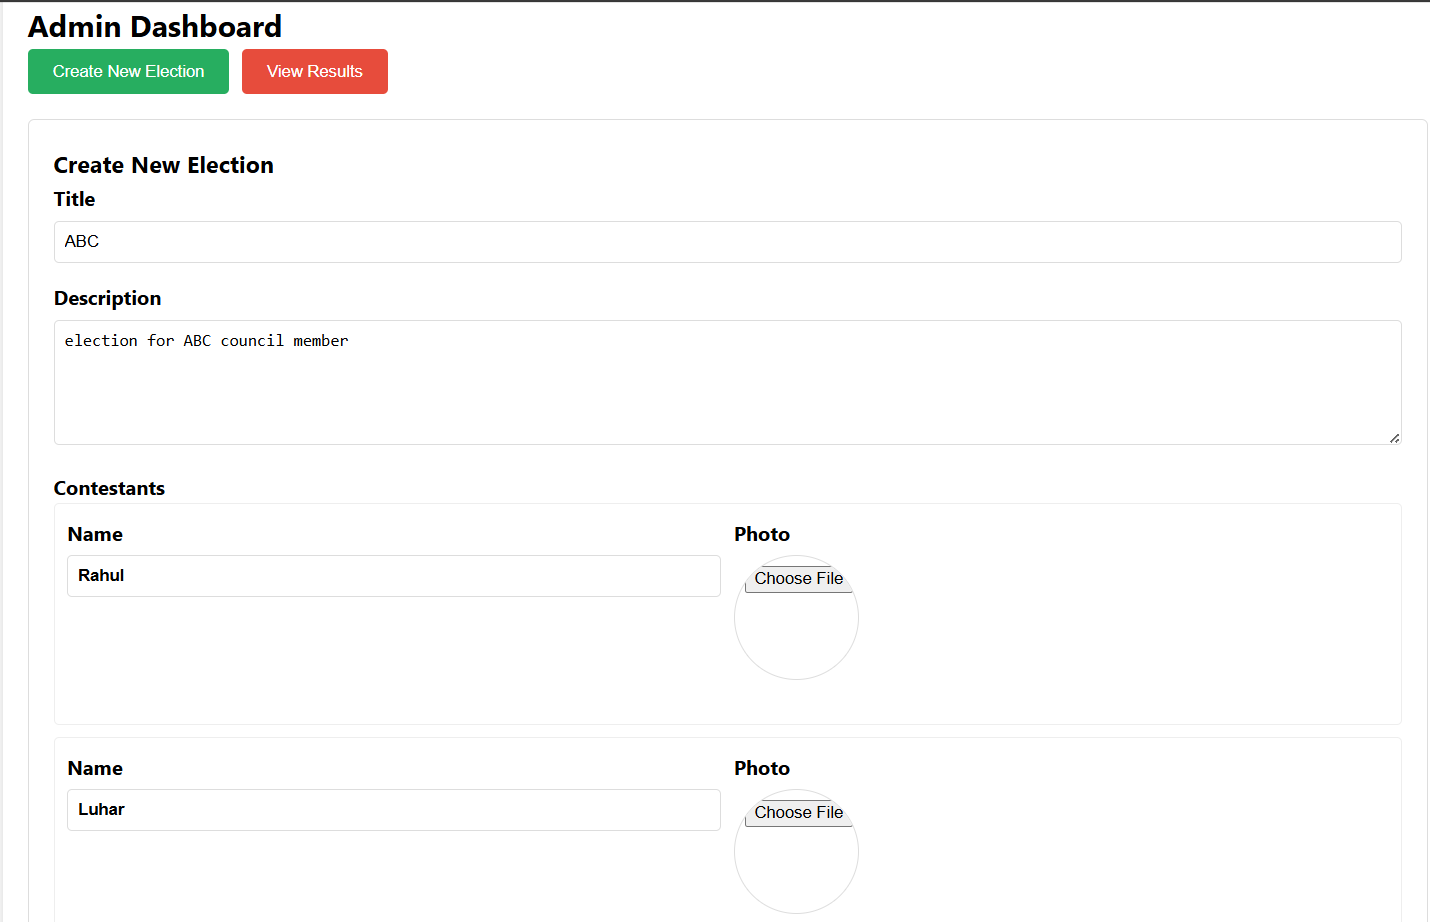 Admin Dashboard
Create New Election View Results
Create New Election
Title
ABC
Description
election for ABC council member
Contestants
Name Photo
Rahul Choose File
Name Photo
Luhar Choose File